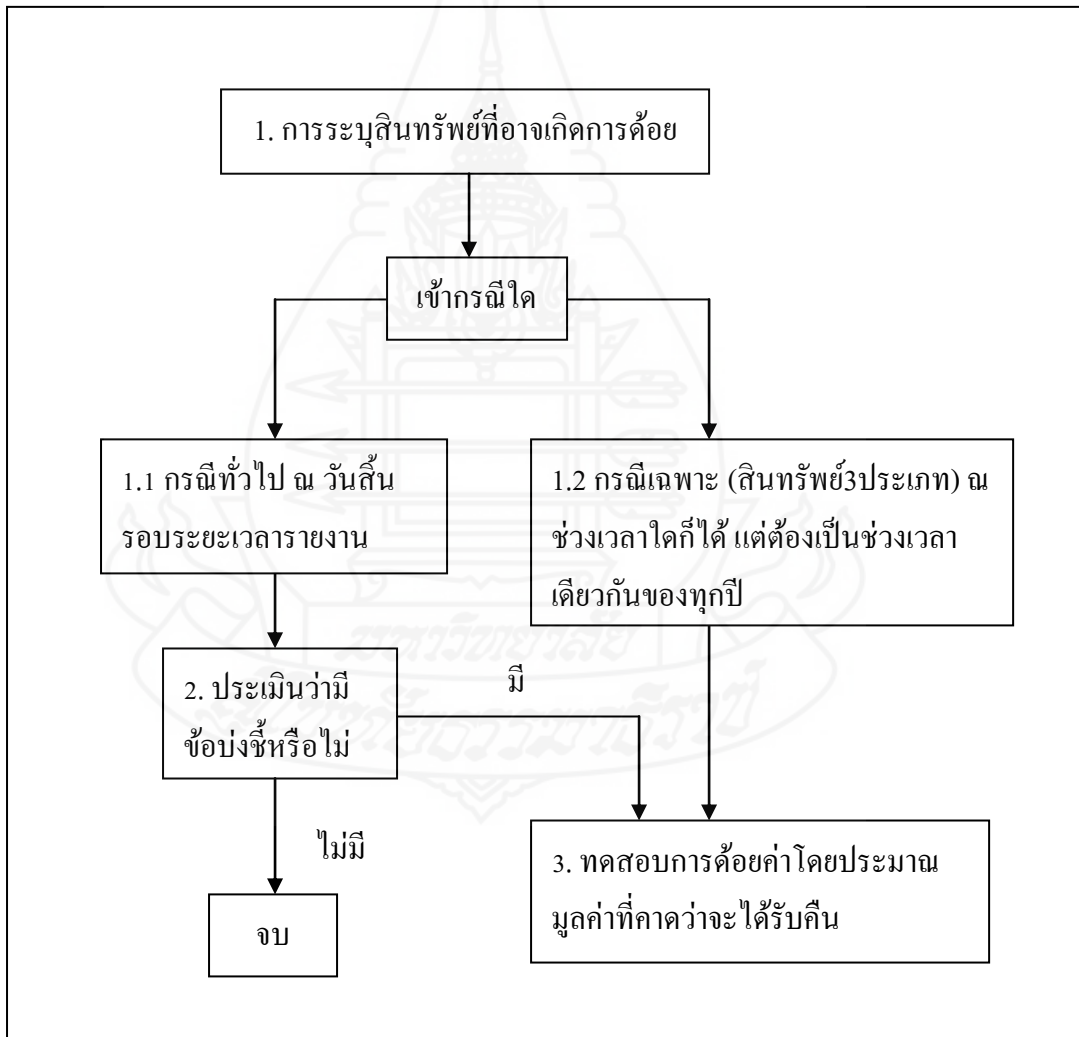 1. การระบุสินทรัพย์ที่อาจเกิดการด้อย
เข้ากรณีใด
1.1 กรณีทั่วไป ณ วันสิ้น
รอบระยะเวลารายงาน
1.2 กรณีเฉพาะ (สินทรัพย์3ประเภท) ณ
ช่วงเวลาใดก็ได้ แต่ต้องเป็นช่วงเวลา
เดียวกันของทุกปี
2. ประเมินว่ามี
ข้อบ่งชี้หรือไม่
มี
ไม่มี
3. ทดสอบการด้อยค่าโดยประมาณ
มูลค่าที่คาดว่าจะได้รับคืน
จบ
มหาวิทยาลัย